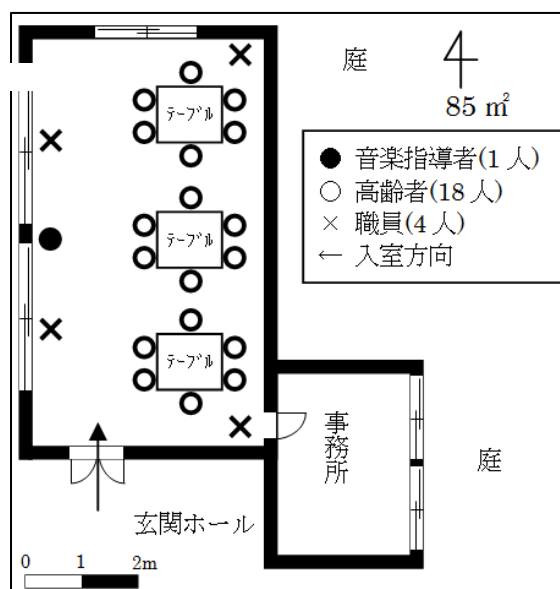 庭
85 ㎡
●音楽指導者(1 人)
○高齢者(18 人)
×職員(4 人)
←入室方向
テーブル
テーブル
テーブル
事務所
庭
玄関ホール
0 1 2m